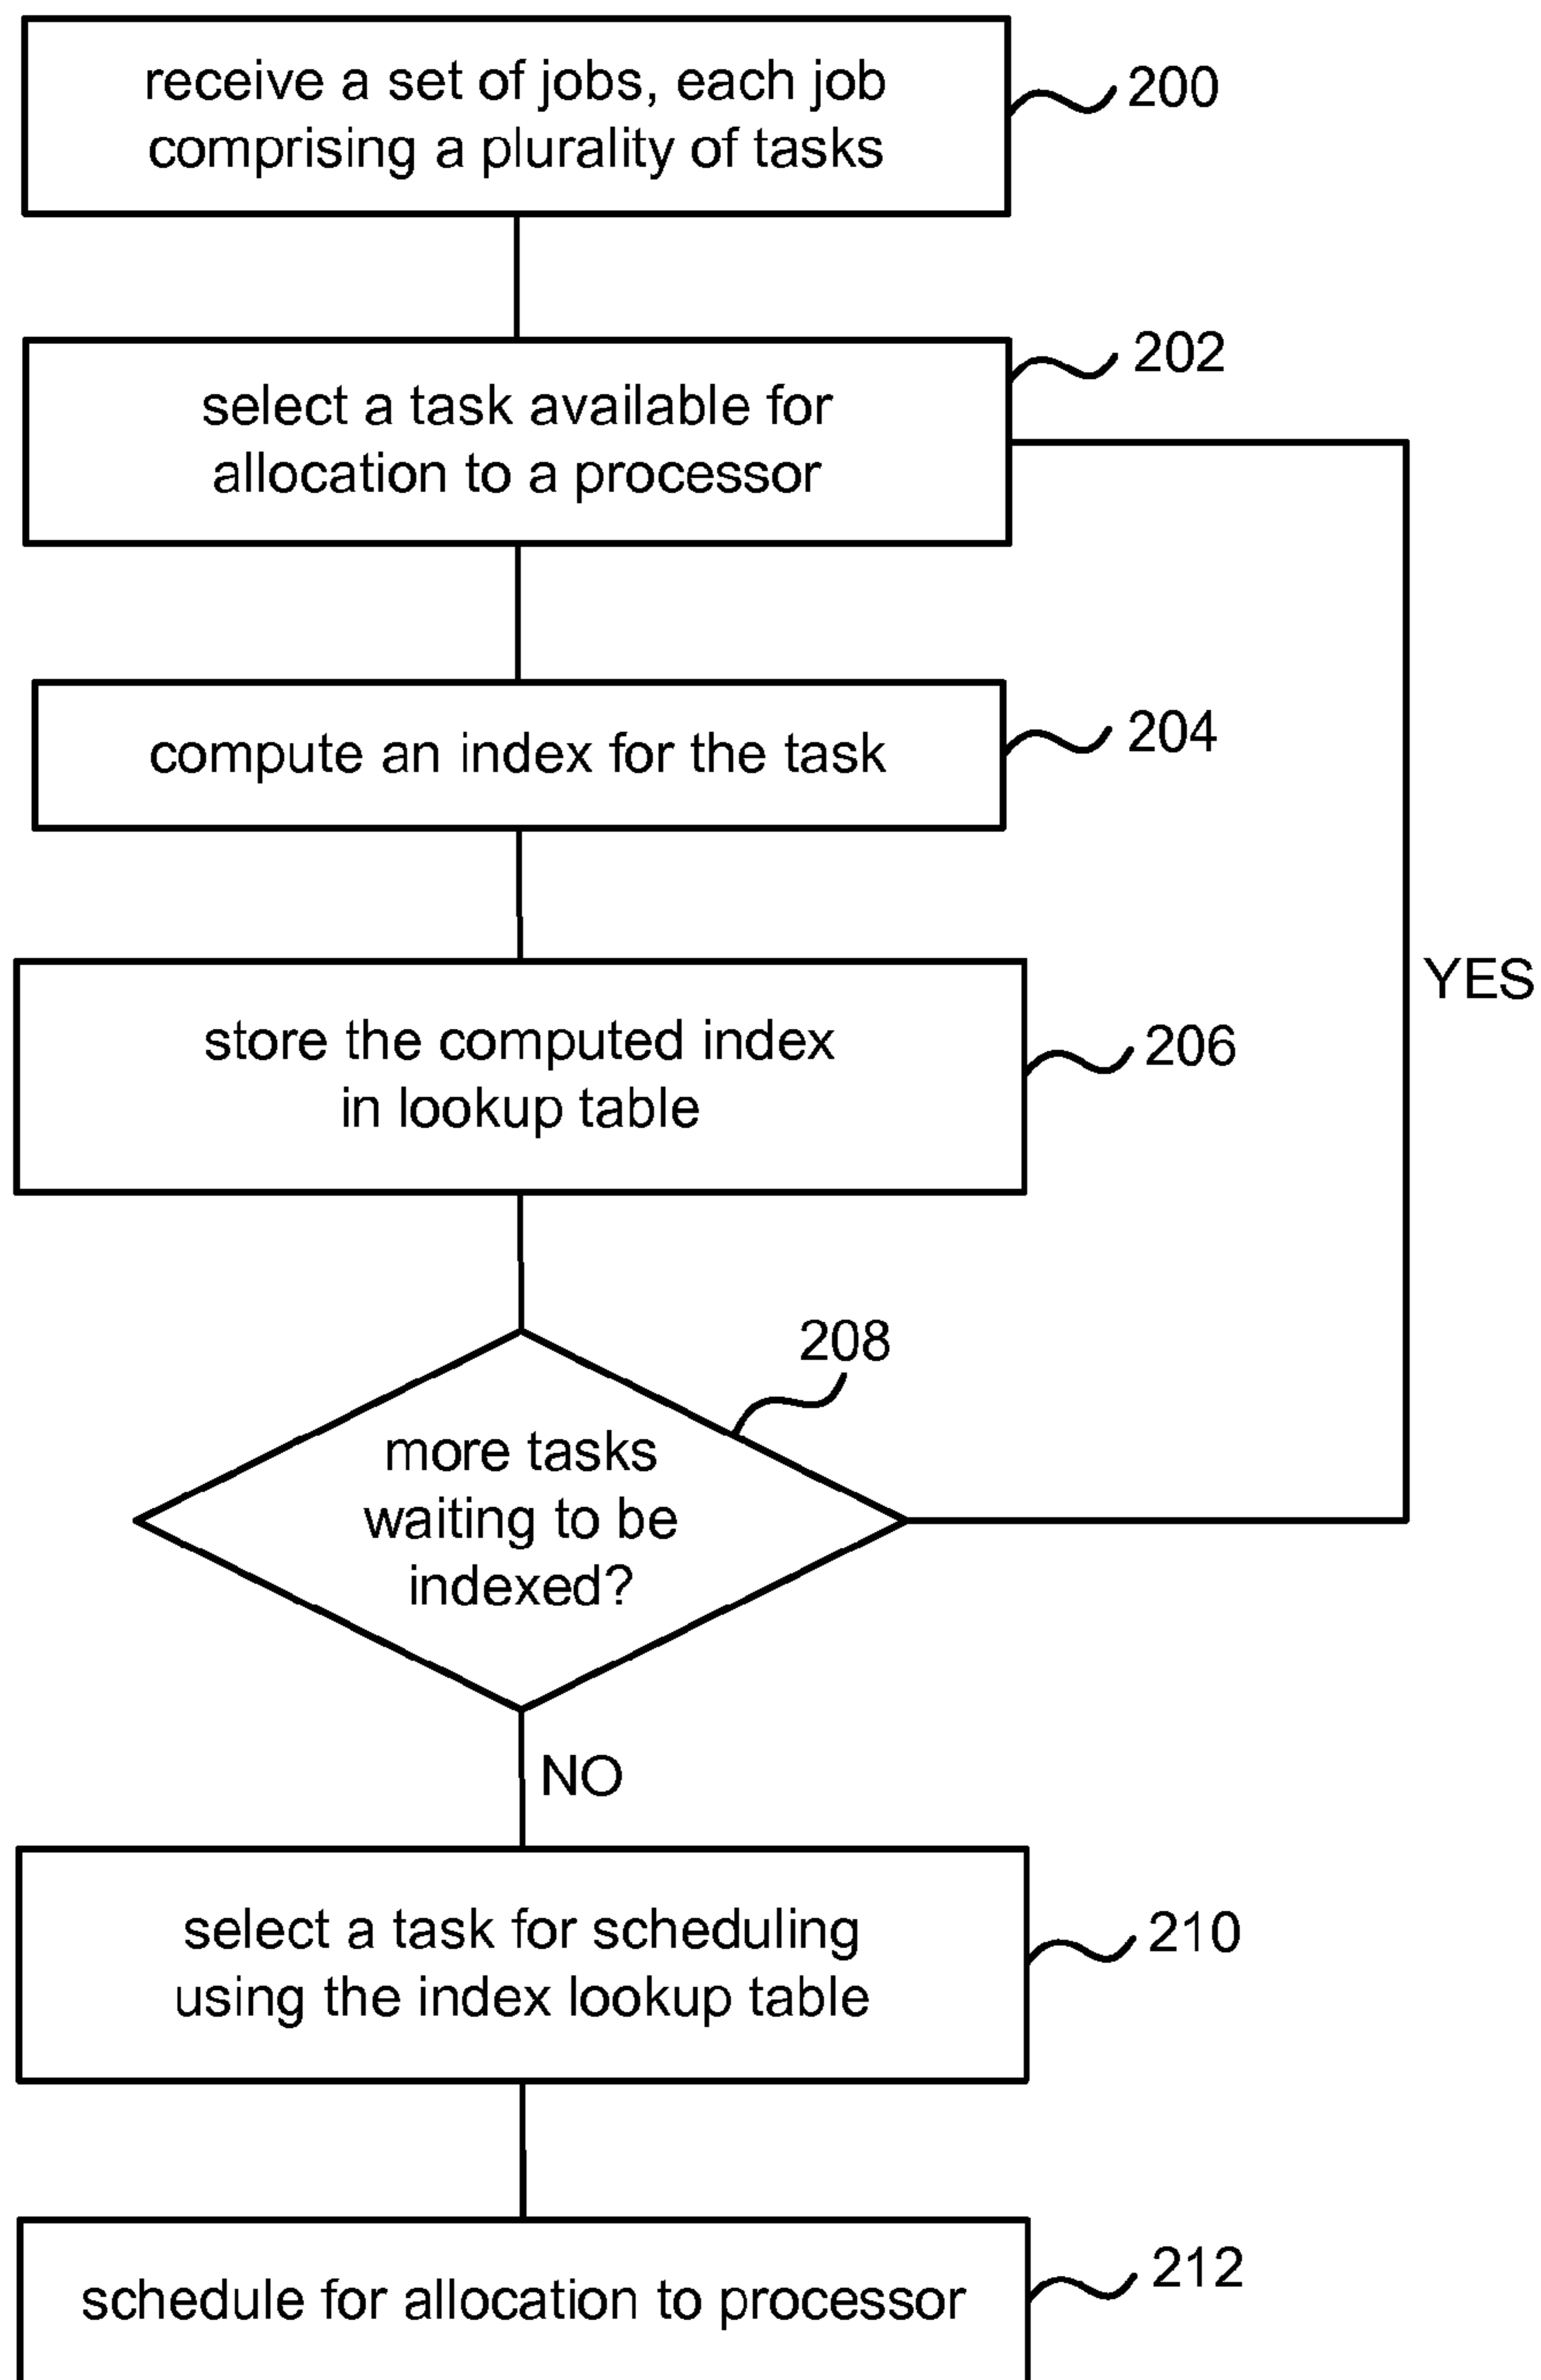 receive a set of jobs, each job
comprising a plurality of tasks
200
select a task available for
allocation to a processor
202
compute an index for the task
204
store the computed index
in lookup table
206
YES
more tasks
waiting to be
indexed?
208
NO
select a task for scheduling
using the index lookup table
210
schedule for allocation to processor
212